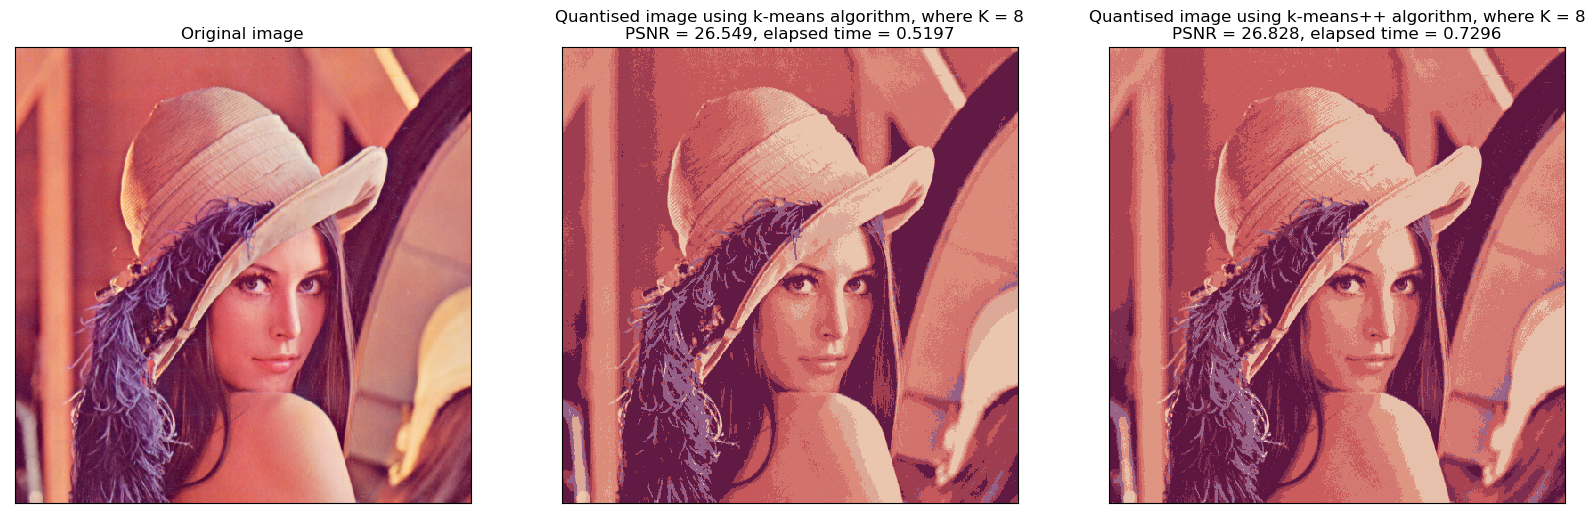 Original image
Quantised image using k-means algorithm, where K = 8
PSNR = 26.549, elapsed time = 0.5197
Quantised image using k-means++ algorithm, where K = 8
PSNR = 26.828, elapsed time = 0.7296